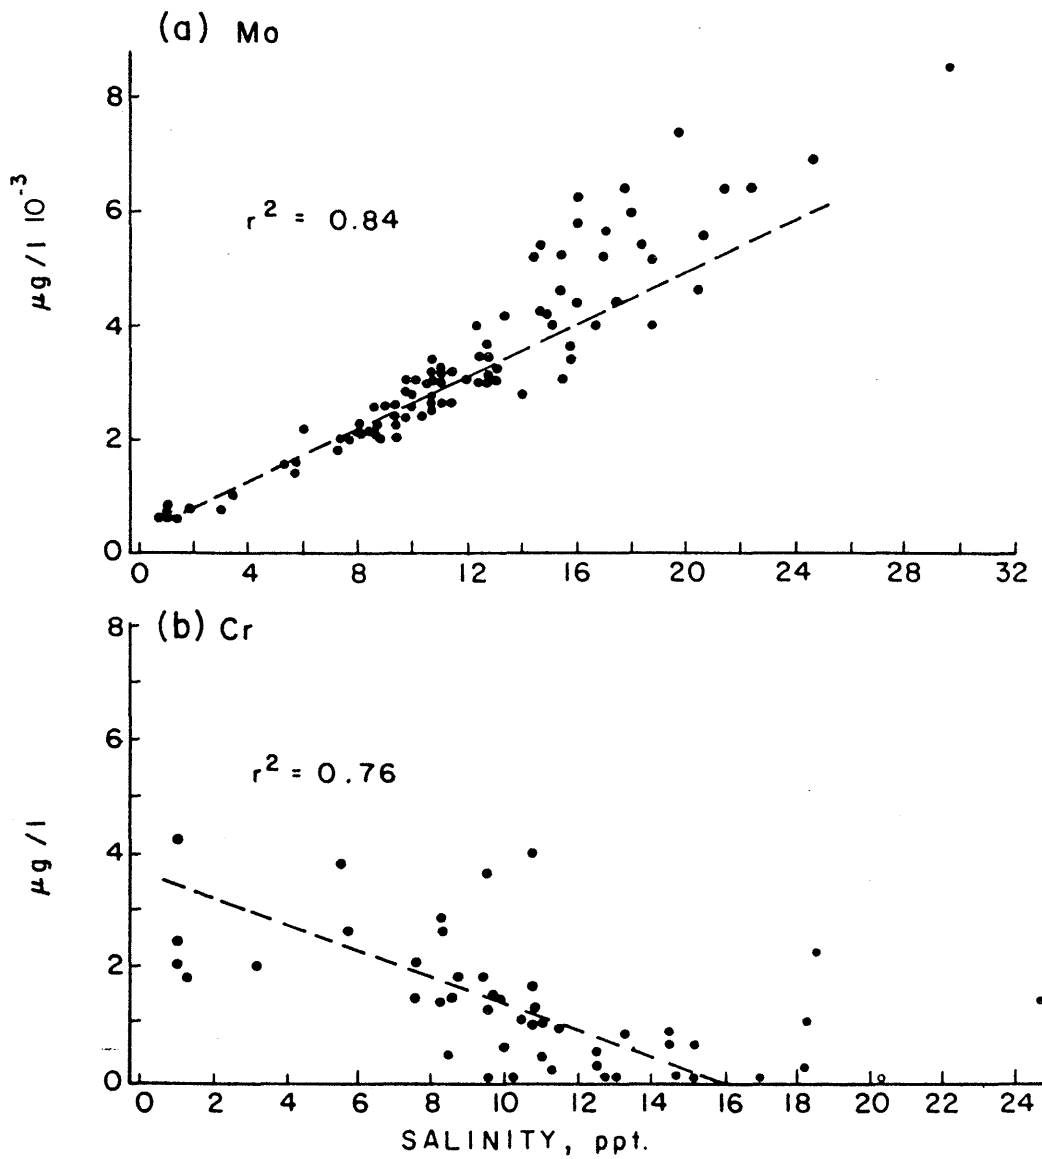 (a) Mo
8
6
4
2
0
μg/l 10⁻³
r² = 0.84
0 4 8 12 16 20 24 28 32
(b) Cr
8
6
4
2
0
μg/l
r² = 0.76
0 2 4 6 8 10 12 14 16 18 20 22 24
SALINITY, ppt.